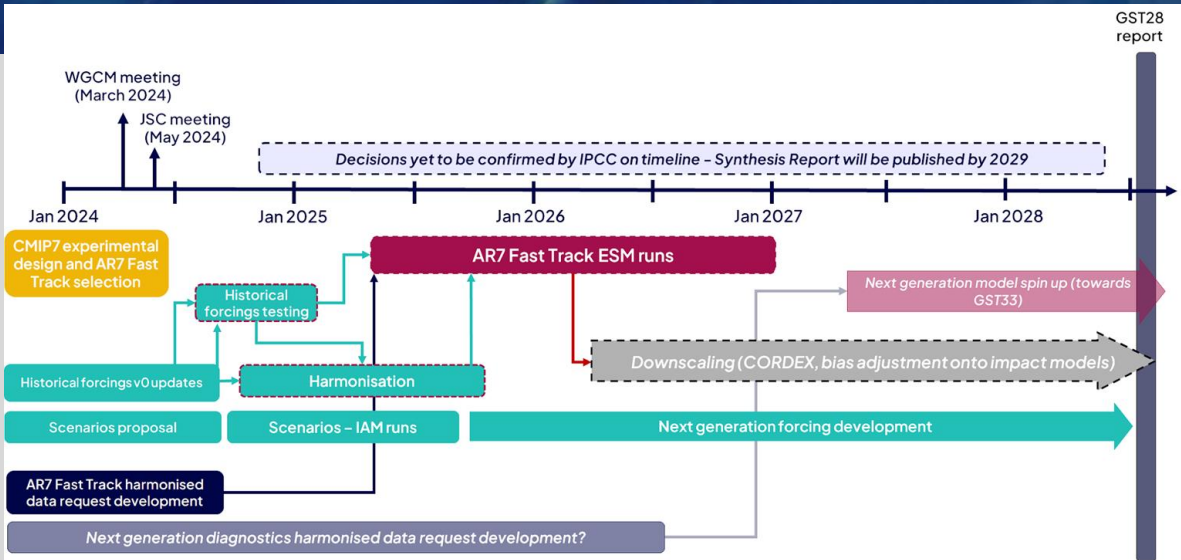 GST28
report
WGCM meeting
(March 2024)
JSC meeting
(May 2024)
Decisions yet to be confirmed by IPCC on timeline – Synthesis Report will be published by 2029
Jan 2024
Jan 2025
Jan 2026
Jan 2027
Jan 2028
CMIP7 experimental
design and AR7 Fast
Track selection
AR7 Fast Track ESM runs
Historical
forcings testing
Next generation model spin up (towards
GST33)
Historical forcings v0 updates
Harmonisation
Downscaling (CORDEX, bias adjustment onto impact models)
Scenarios proposal
Scenarios – IAM runs
Next generation forcing development
AR7 Fast Track harmonised
data request development
Next generation diagnostics harmonised data request development?